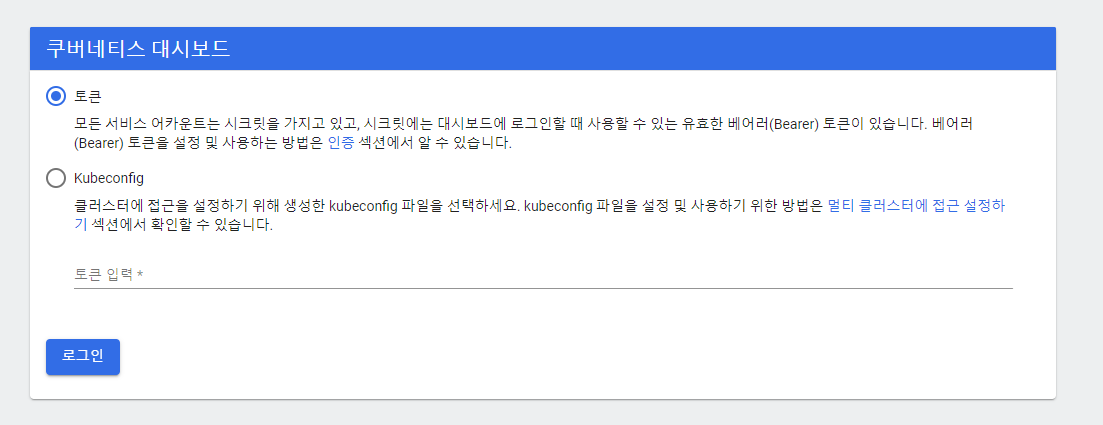 쿠버네티스 대시보드
토큰
모든 서비스 어카운트는 시크릿을 가지고 있고, 시크릿에는 대시보드에 로그인할 때 사용할 수 있는 유효한 베어러(Bearer) 토큰이 있습니다. 베어러
(Bearer) 토큰을 설정 및 사용하는 방법은 인증 섹션에서 알 수 있습니다.
Kubeconfig
클러스터에 접근을 설정하기 위해 생성한 kubeconfig 파일을 선택하세요. kubeconfig 파일을 설정 및 사용하기 위한 방법은 멀티 클러스터에 접근 설정하
기 섹션에서 확인할 수 있습니다.
토큰 입력 *
로그인